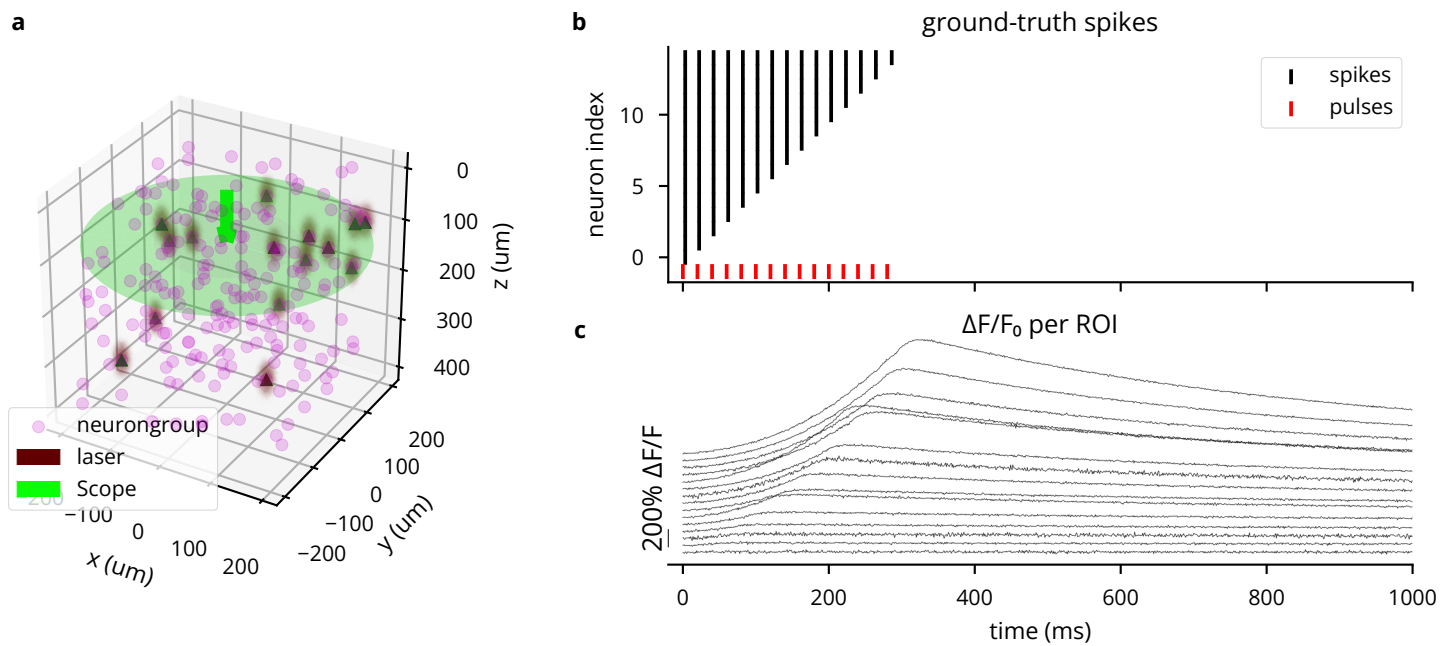 a
0
100
200
300
400
z (um)
200
100
0
−100
−200
y (um)
neurongroup
laser
Scope
200
−100
0
100
200
x (um)
b
ground-truth spikes
spikes
pulses
10
5
0
neuron index
c
ΔF/F₀ per ROI
200% ΔF/F
0
200
400
600
800
1000
time (ms)